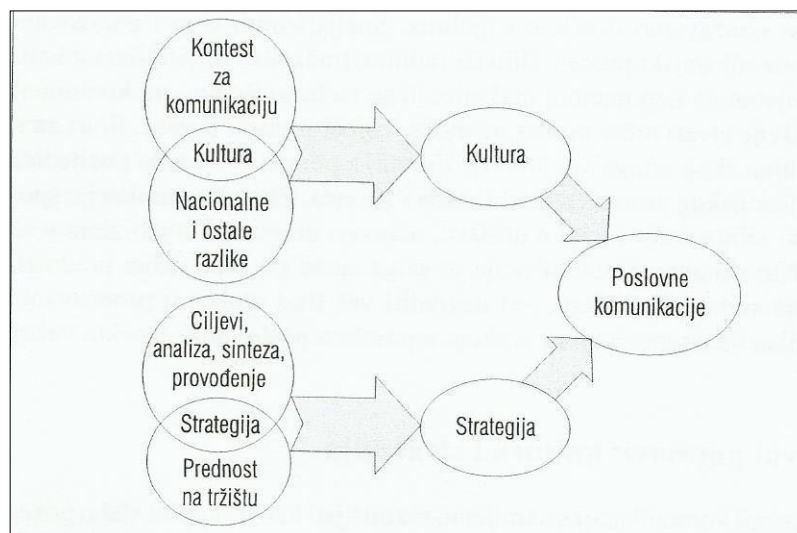 Kontest
za
komunikaciju
Kultura
Nacionalne
i ostale
razlike
Kultura
Poslovne
komunikacije
Ciljevi,
analiza, sinteza,
provođenje
Strategija
Prednost
na tržištu
Strategija